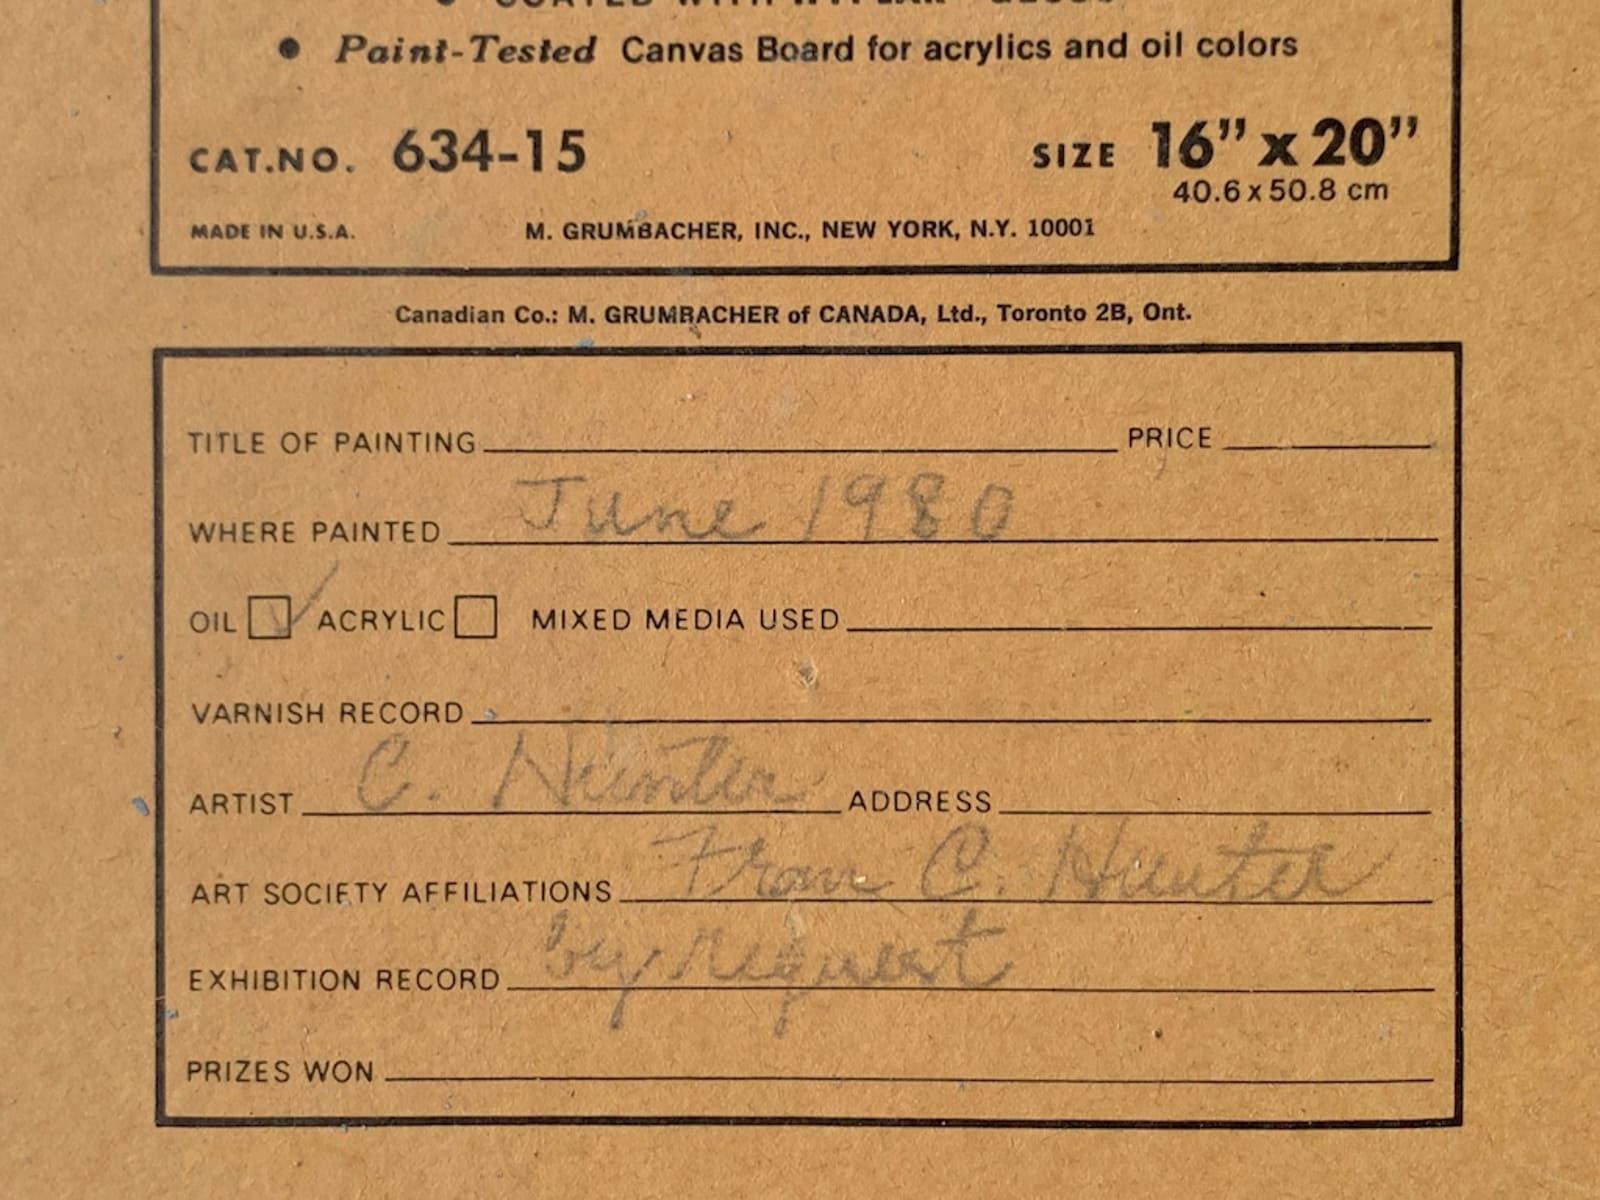 • Paint-Tested Canvas Board for acrylics and oil colors
CAT.NO. 634-15 SIZE 16" x 20"
40.6 x 50.8 cm
MADE IN U.S.A. M. GRUMBACHER, INC., NEW YORK, N.Y. 10001
Canadian Co.: M. GRUMBACHER of CANADA, Ltd., Toronto 2B, Ont.
TITLE OF PAINTING PRICE
WHERE PAINTED June 1980
OIL ✓ ACRYLIC MIXED MEDIA USED
VARNISH RECORD
ARTIST C. Hunter ADDRESS
ART SOCIETY AFFILIATIONS From C. Hunter
EXHIBITION RECORD by request
PRIZES WON